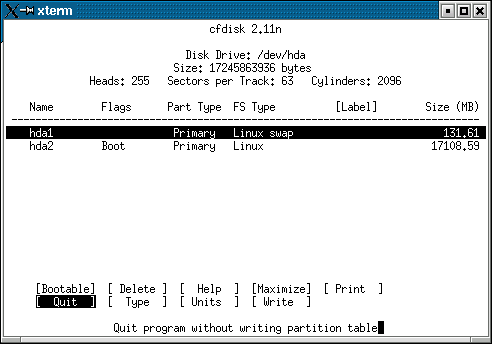 xterm
cfdisk 2.11n
Disk Drive: /dev/hda
Size: 17245863936 bytes
Heads: 255   Sectors per Track: 63   Cylinders: 2096
Name   Flags   Part Type   FS Type   [Label]   Size (MB)
hda1   Primary   Linux swap   131.61
hda2   Boot   Primary   Linux   17108.59
[Bootable]  [ Delete ]  [  Help  ]  [Maximize]  [ Print  ]
[  Quit  ]  [  Type  ]  [ Units  ]  [ Write  ]
Quit program without writing partition table